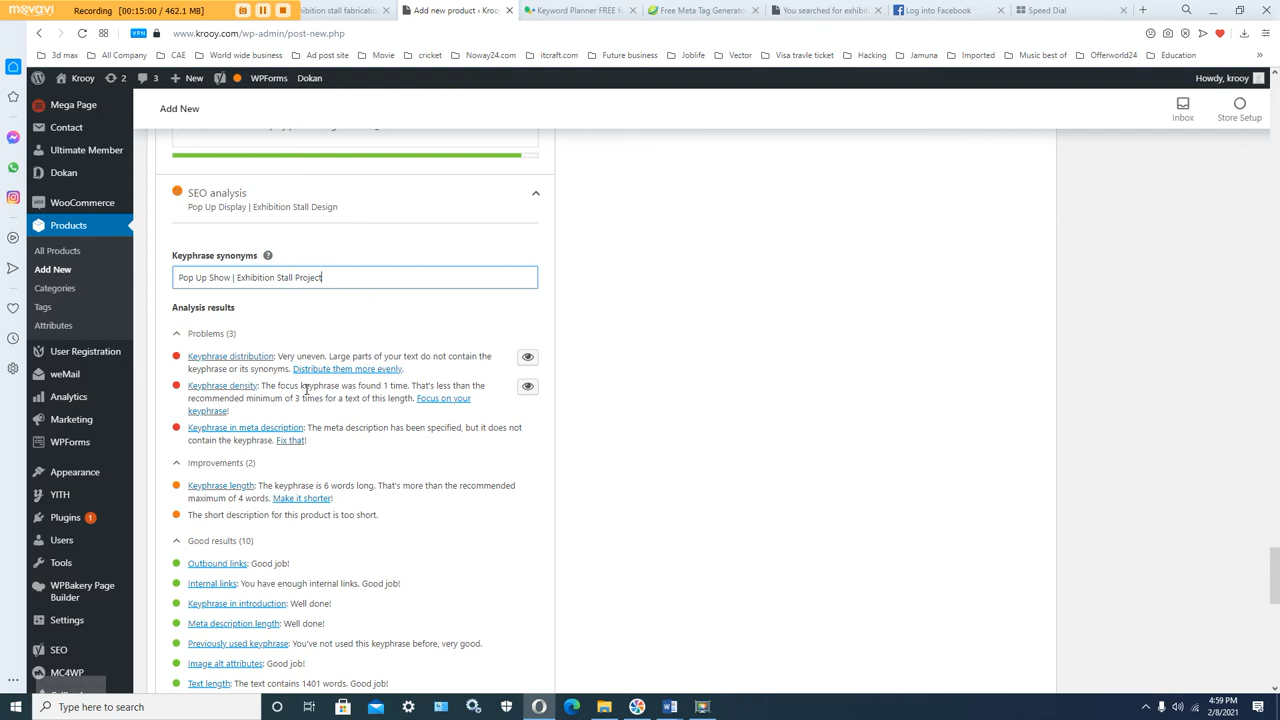 movavi
Recording
00:15:00 / 462.1 MB
hibition stall fabricatio
Add new product ‹ Kroo
Keyword Planner FREE fo
Free Meta Tag Generato
You searched for exhibit
Log into Facebook
Speed Dial
VPN
www.krooy.com/wp-admin/post-new.php
3d max
All Company
CAE
World wide business
Ad post site
Movie
cricket
Noway24.com
itcraft.com
Future business
Joblife
Vector
Visa travle ticket
Hacking
Jamuna
Imported
Music best of
Offerworld24
Education
Krooy
2
3
New
WPForms
Dokan
Howdy, krooy
Mega Page
Contact
Ultimate Member
Dokan
WooCommerce
Products
All Products
Add New
Categories
Tags
Attributes
User Registration
weMail
Analytics
Marketing
WPForms
Appearance
YITH
Plugins 1
Users
Tools
WPBakery Page
Builder
Settings
SEO
MC4WP
Add New
Inbox
Store Setup
SEO analysis
Pop Up Display | Exhibition Stall Design
Keyphrase synonyms
Pop Up Show | Exhibition Stall Project
Analysis results
Problems (3)
Keyphrase distribution: Very uneven. Large parts of your text do not contain the
keyphrase or its synonyms. Distribute them more evenly.
Keyphrase density: The focus keyphrase was found 1 time. That's less than the
recommended minimum of 3 times for a text of this length. Focus on your
keyphrase!
Keyphrase in meta description: The meta description has been specified, but it does not
contain the keyphrase. Fix that!
Improvements (2)
Keyphrase length: The keyphrase is 6 words long. That's more than the recommended
maximum of 4 words. Make it shorter!
The short description for this product is too short.
Good results (10)
Outbound links: Good job!
Internal links: You have enough internal links. Good job!
Keyphrase in introduction: Well done!
Meta description length: Well done!
Previously used keyphrase: You've not used this keyphrase before, very good.
Image alt attributes: Good job!
Text length: The text contains 1401 words. Good job!
Type here to search
4:59 PM
2/8/2021